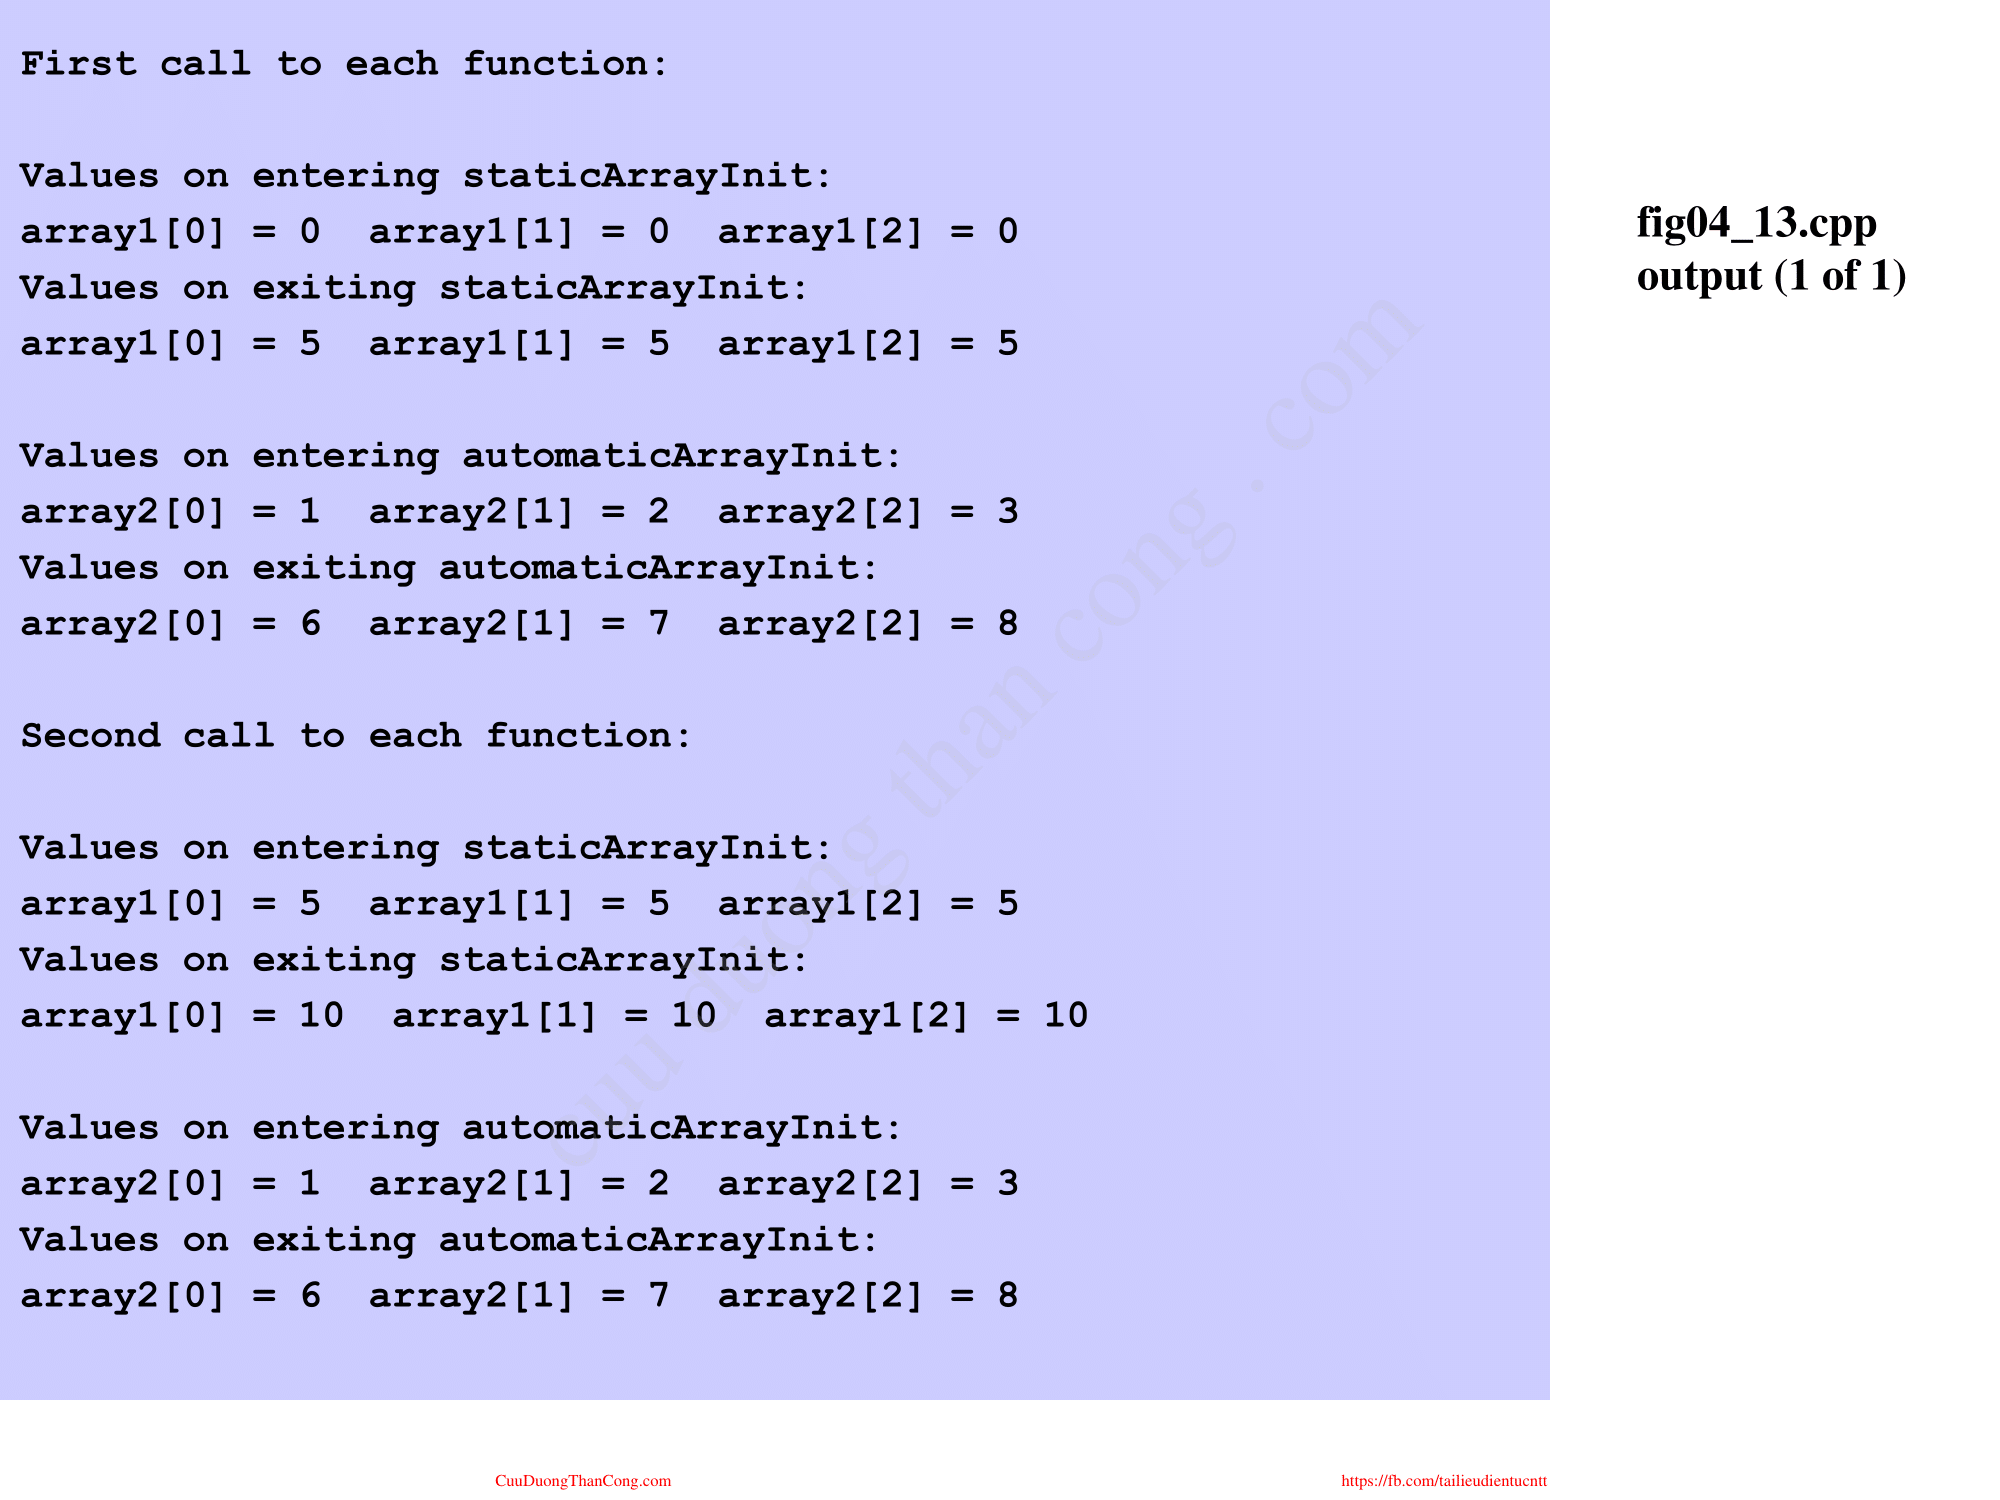 First call to each function:
Values on entering staticArrayInit:
array1[0] = 0  array1[1] = 0  array1[2] = 0
Values on exiting staticArrayInit:
array1[0] = 5  array1[1] = 5  array1[2] = 5
Values on entering automaticArrayInit:
array2[0] = 1  array2[1] = 2  array2[2] = 3
Values on exiting automaticArrayInit:
array2[0] = 6  array2[1] = 7  array2[2] = 8
Second call to each function:
Values on entering staticArrayInit:
array1[0] = 5  array1[1] = 5  array1[2] = 5
Values on exiting staticArrayInit:
array1[0] = 10  array1[1] = 10  array1[2] = 10
Values on entering automaticArrayInit:
array2[0] = 1  array2[1] = 2  array2[2] = 3
Values on exiting automaticArrayInit:
array2[0] = 6  array2[1] = 7  array2[2] = 8
fig04_13.cpp
output (1 of 1)
cuu duong than cong . com
CuuDuongThanCong.com
https://fb.com/tailieudientucntt